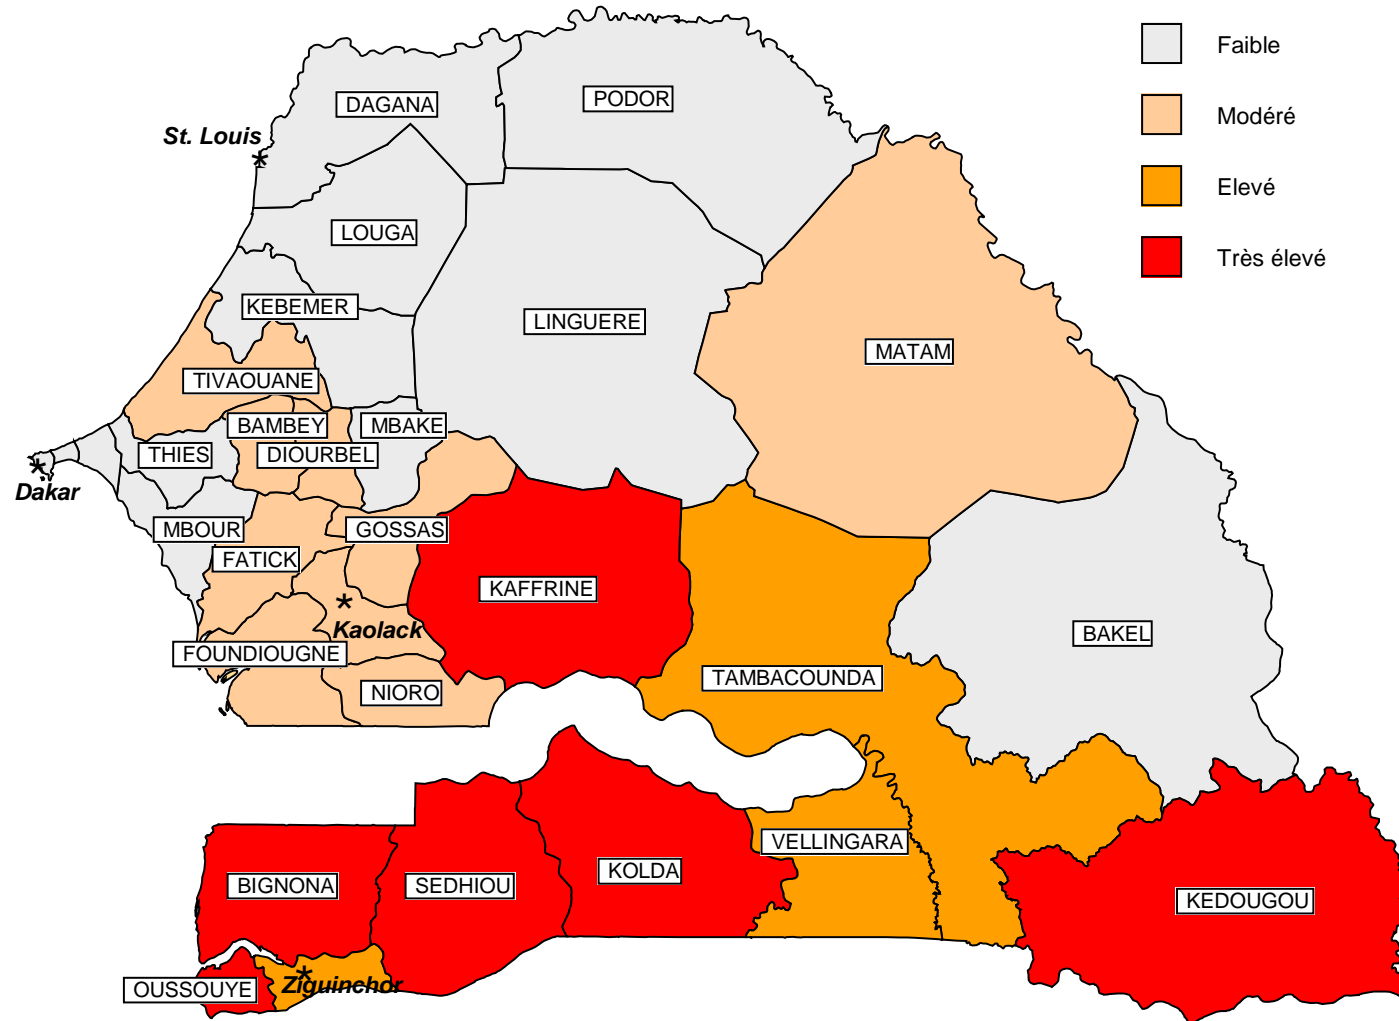 Faible
Modéré
Elevé
Très élevé
PODOR
DAGANA
St. Louis
*
LOUGA
KEBEMER
LINGUERE
MATAM
TIVAOUANE
BAMBEY
MBAKE
THIES
DIOURBEL
*
Dakar
MBOUR
GOSSAS
FATICK
KAFFRINE
*
Kaolack
BAKEL
FOUNDIOUGNE
TAMBACOUNDA
NIORO
VELLINGARA
KOLDA
BIGNONA
SEDHIOU
KEDOUGOU
*
Ziguinchor
OUSSOUYE